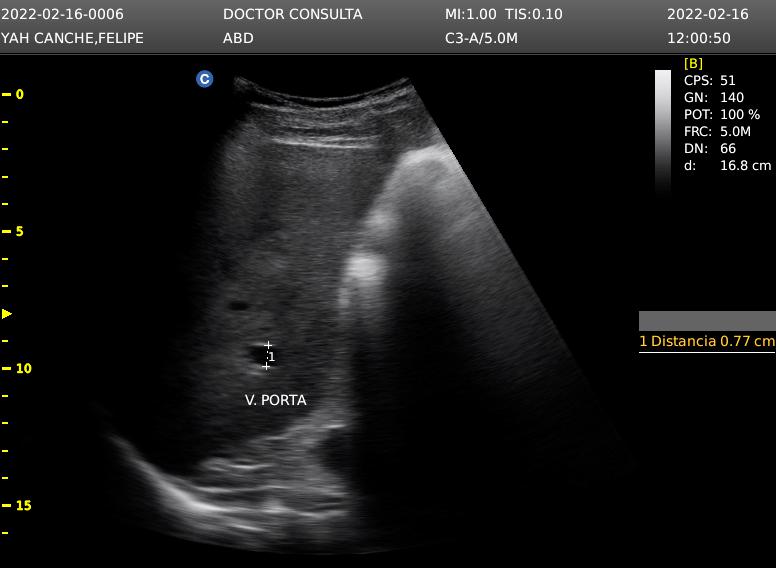 2022-02-16-0006 DOCTOR CONSULTA MI:1.00 TIS:0.10 2022-02-16
YAH CANCHE,FELIPE ABD C3-A/5.0M 12:00:50
C
[B]
CPS: 51
GN: 140
POT: 100 %
FRC: 5.0M
DN: 66
d: 16.8 cm
0
5
10
15
1 Distancia 0.77 cm
1
V. PORTA